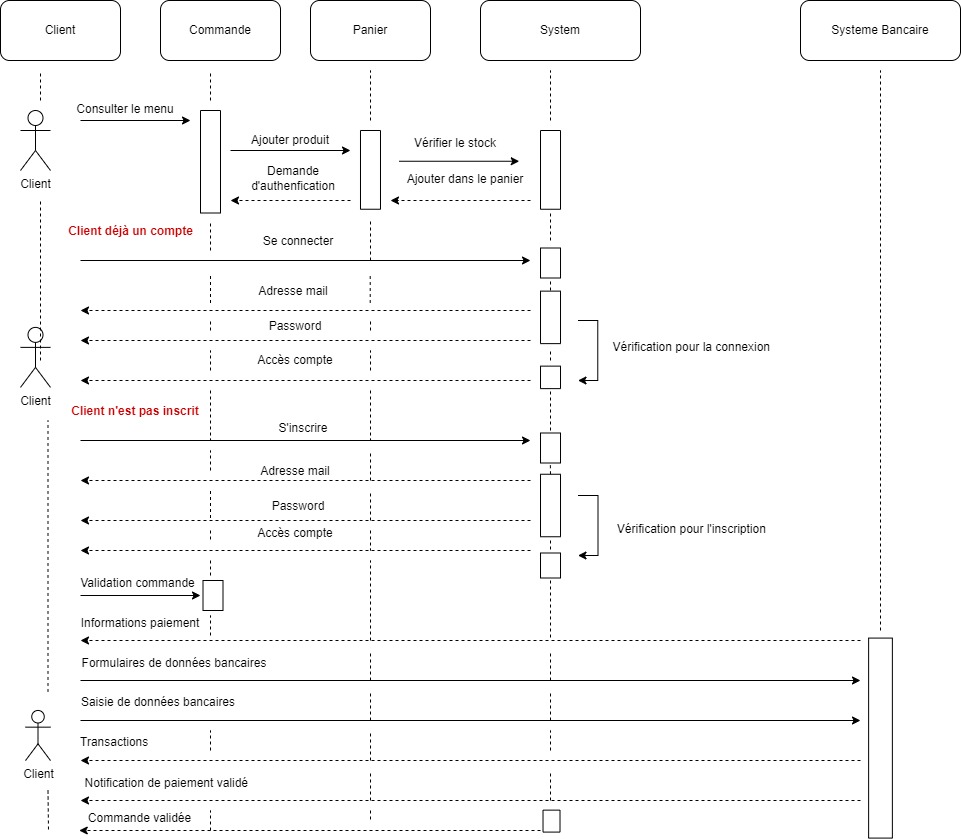 Client
Commande
Panier
System
Systeme Bancaire
Consulter le menu
Ajouter produit
Vérifier le stock
Demande
d'authenfication
Ajouter dans le panier
Client
Client déjà un compte
Se connecter
Adresse mail
Password
Vérification pour la connexion
Accès compte
Client
Client n'est pas inscrit
S'inscrire
Adresse mail
Password
Vérification pour l'inscription
Accès compte
Validation commande
Informations paiement
Formulaires de données bancaires
Saisie de données bancaires
Transactions
Client
Notification de paiement validé
Commande validée